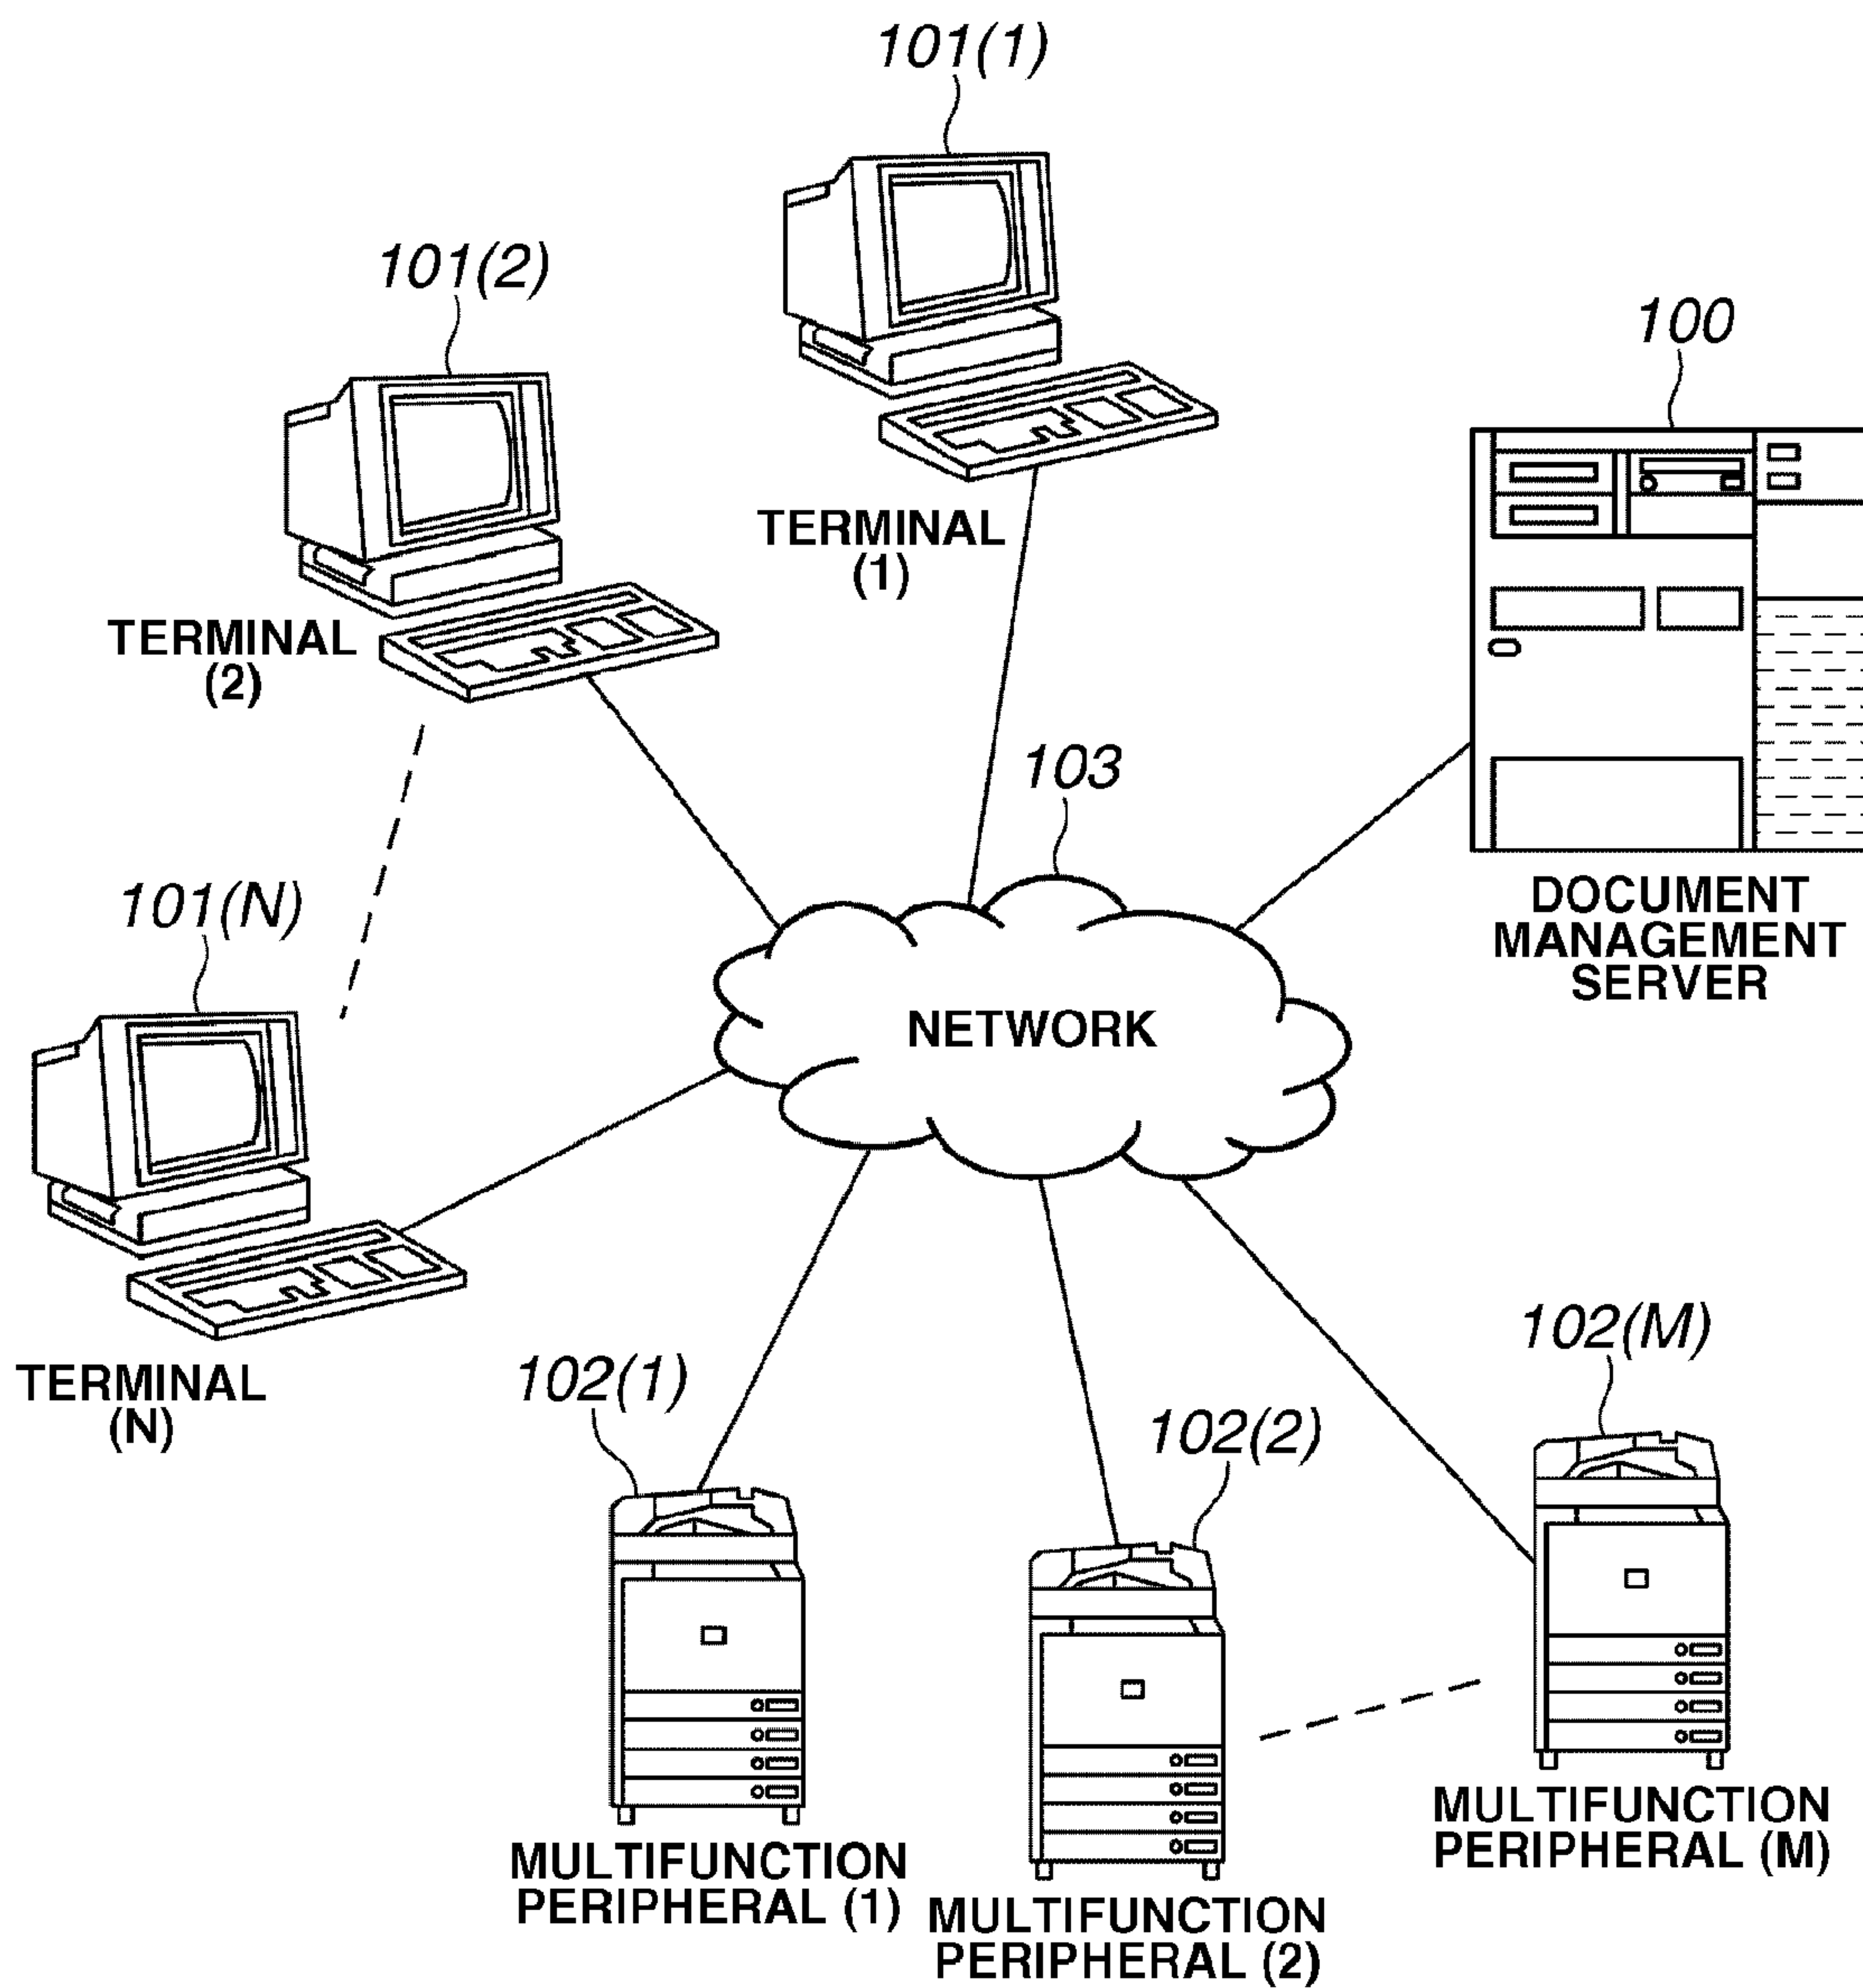 101(1)
101(2)
100
TERMINAL
(1)
TERMINAL
(2)
103
101(N)
DOCUMENT
MANAGEMENT
SERVER
NETWORK
TERMINAL
(N)
102(1)
102(2)
102(M)
MULTIFUNCTION
PERIPHERAL (1)
MULTIFUNCTION
PERIPHERAL (2)
MULTIFUNCTION
PERIPHERAL (M)